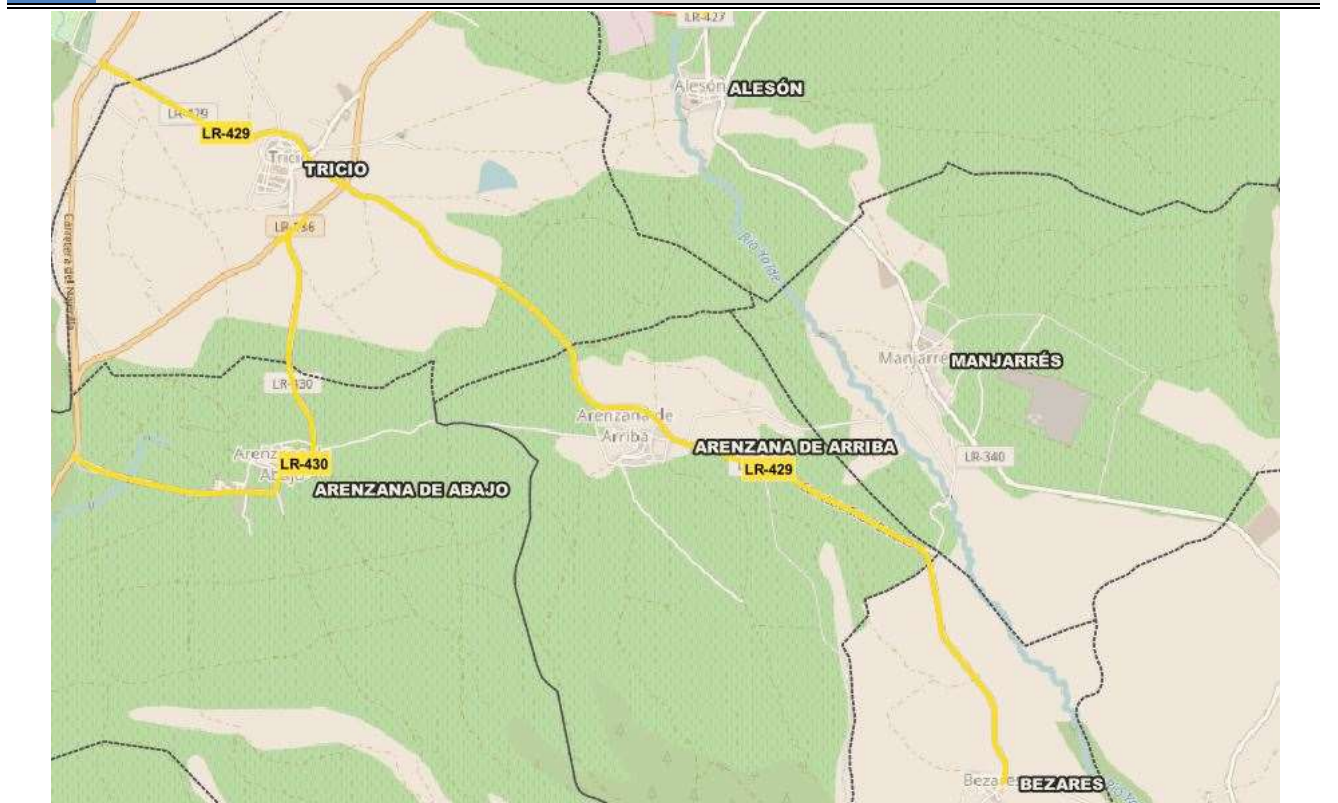 LR-427
Alesón
ALESÓN
LR-429
LR-429
Trici
TRICIO
LR-136
Carretera del Najerilla
Río Yalde
Manjarré
MANJARRÉS
LR-430
Arenzana de
Arriba
ARENZANA DE ARRIBA
LR-429
LR-340
Arenz
Abajo
LR-430
ARENZANA DE ABAJO
Bezares
BEZARES